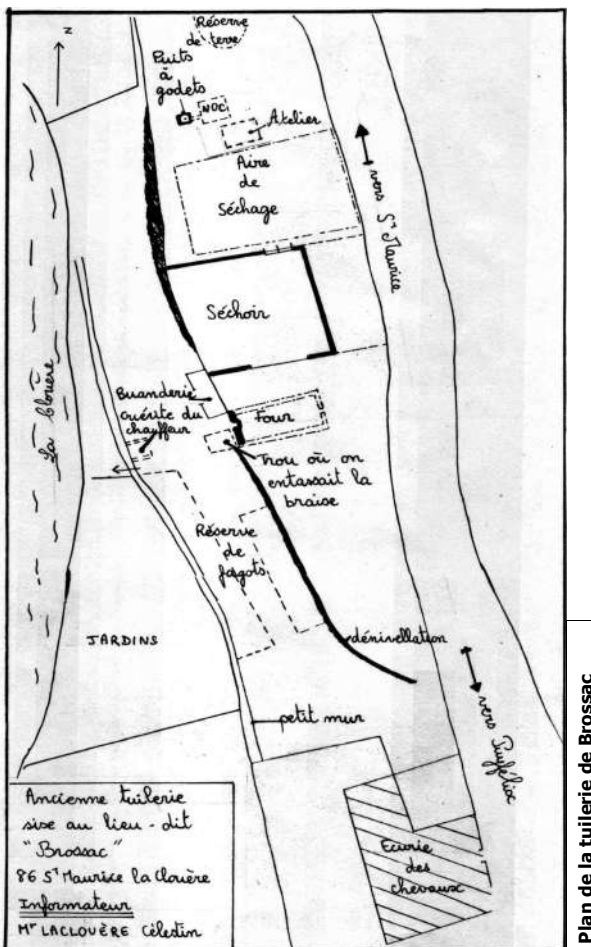 N
Réserve
de terre
Puits
à
godets
NOC
Atelier
Aire
de
Séchage
vers St Maurice
Séchoir
La Clouère
Buanderie
Guérite du
chauffeur
Four
Trou où on
entassait la
braise
Réserve
de
fagots
JARDINS
dénivellation
vers Puyfélix
petit mur
Ecurie
des
chevaux
Ancienne tuilerie
sise au lieu-dit
"Brossac"
86 St Maurice la Clouère
Informateur
Mr LACLOUÈRE Célestin
Plan de la tuilerie de Brossac